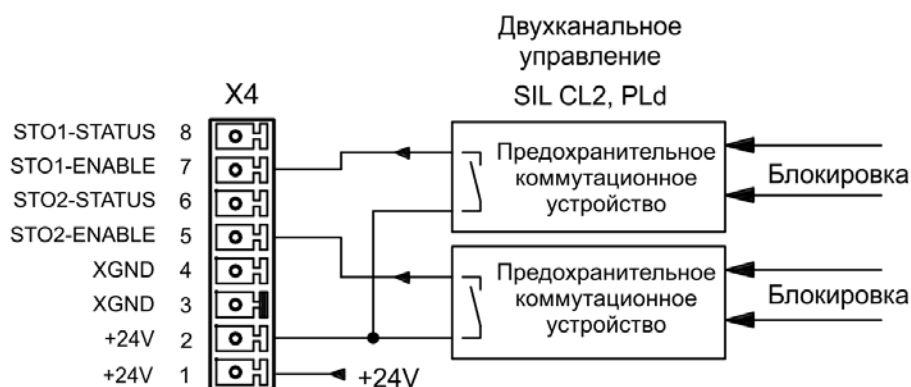 Двухканальное
управление
SIL CL2, PLd
X4
STO1-STATUS 8
STO1-ENABLE 7
STO2-STATUS 6
STO2-ENABLE 5
XGND 4
XGND 3
+24V 2
+24V 1
+24V
Предохранительное
коммутационное
устройство
Блокировка
Предохранительное
коммутационное
устройство
Блокировка